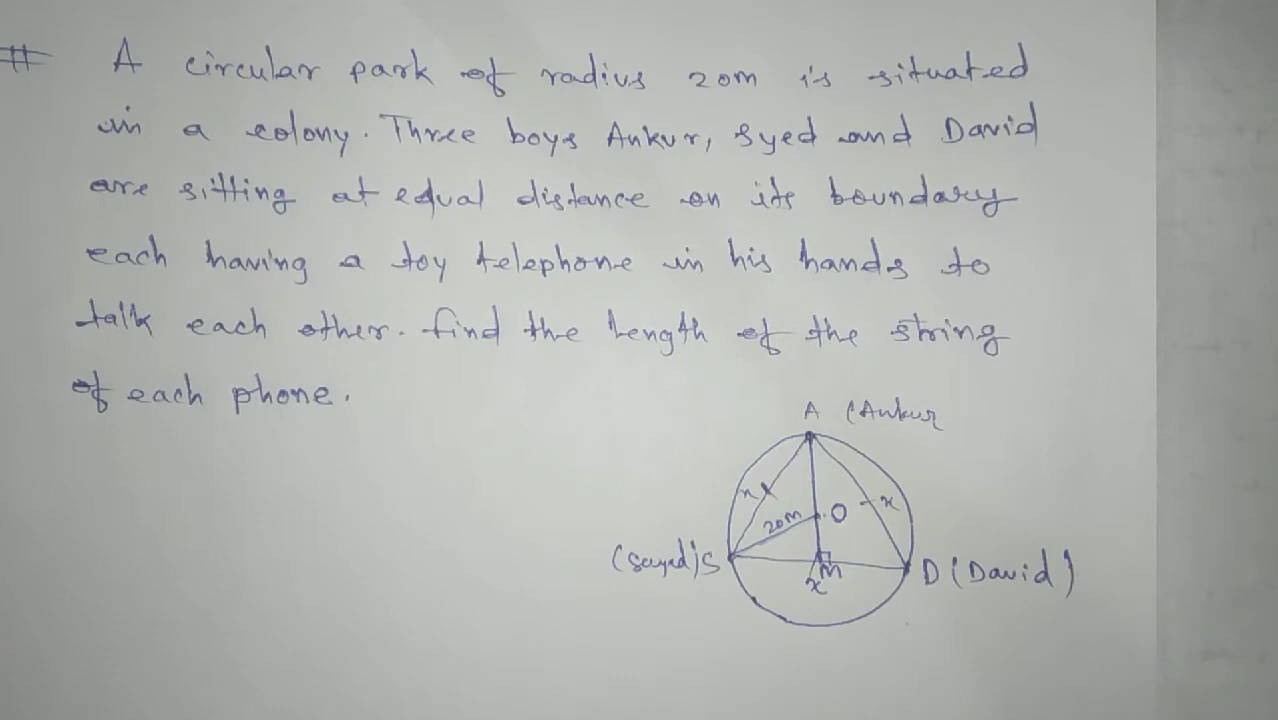 # A circular park of radius 20m is situated
in a colony. Three boys Ankur, Syed and David
are sitting at equal distance on its boundary
each having a toy telephone in his hands to
talk each other. find the length of the string
of each phone.
A (Ankur
x x
20m O
(Sayed)S M D (David)
x